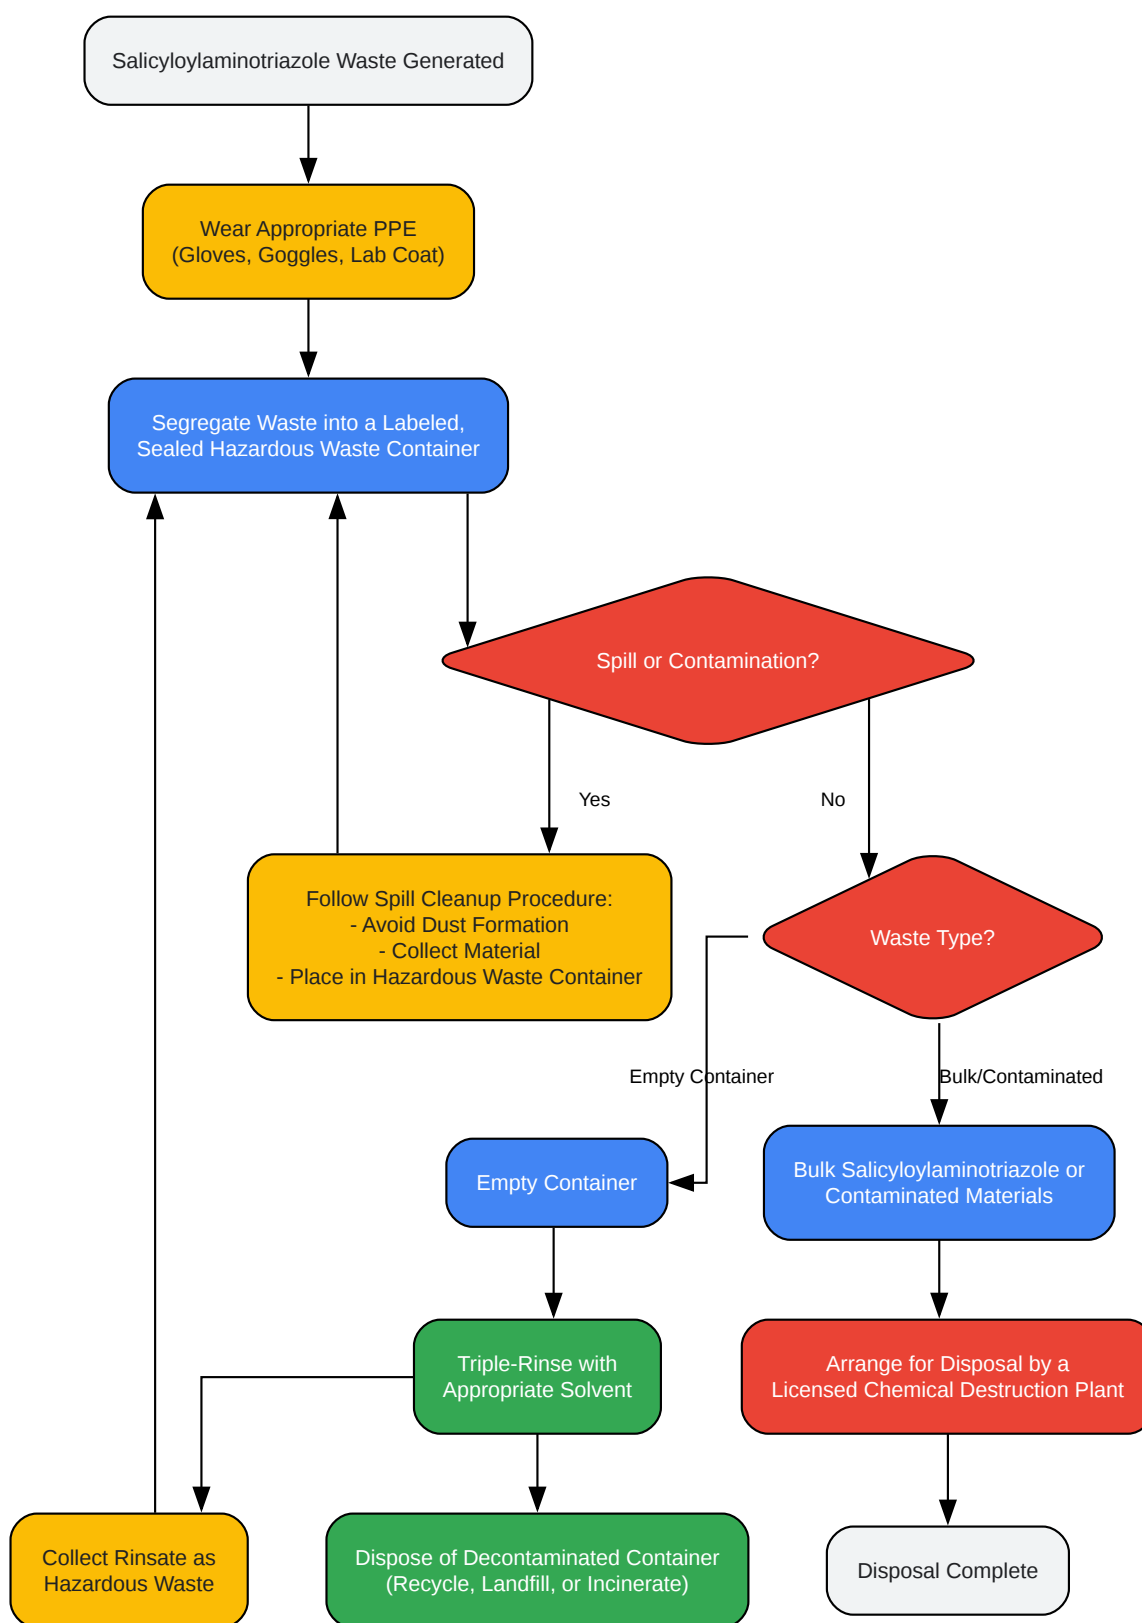 Salicyloylaminotriazole Waste Generated
Wear Appropriate PPE
(Gloves, Goggles, Lab Coat)
Segregate Waste into a Labeled,
Sealed Hazardous Waste Container
Spill or Contamination?
Yes
No
Follow Spill Cleanup Procedure:
- Avoid Dust Formation
- Collect Material
- Place in Hazardous Waste Container
Waste Type?
Empty Container
Bulk/Contaminated
Empty Container
Bulk Salicyloylaminotriazole or
Contaminated Materials
Triple-Rinse with
Appropriate Solvent
Arrange for Disposal by a
Licensed Chemical Destruction Plant
Collect Rinsate as
Hazardous Waste
Dispose of Decontaminated Container
(Recycle, Landfill, or Incinerate)
Disposal Complete